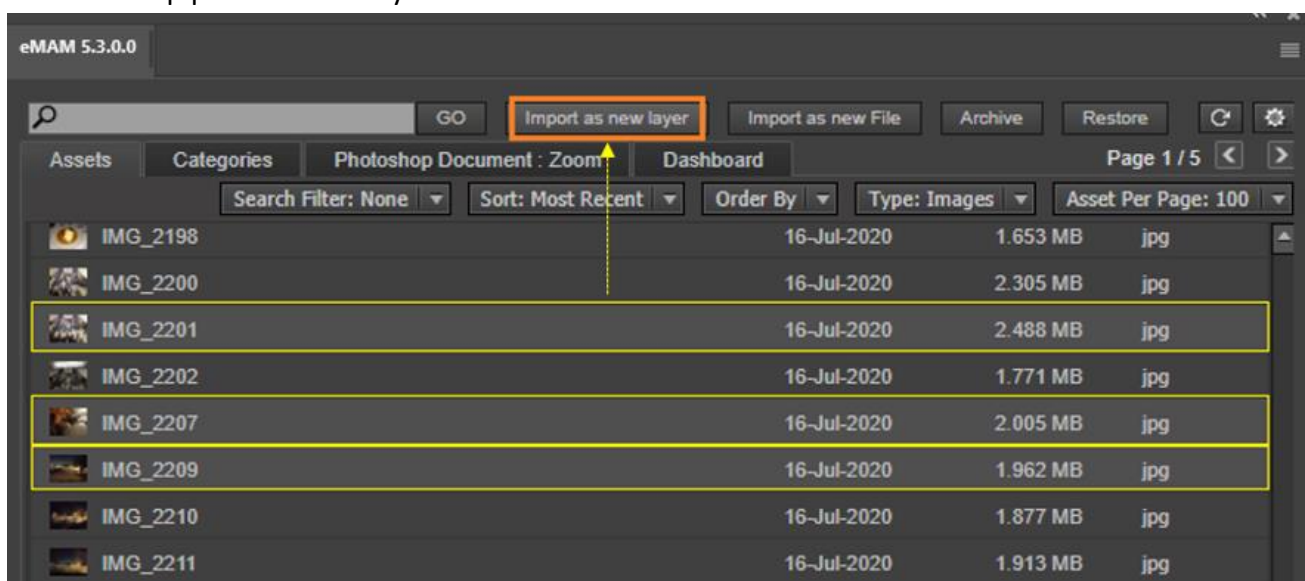 eMAM 5.3.0.0
GO Import as new layer Import as new File Archive Restore
Assets Categories Photoshop Document : Zoom Dashboard Page 1 / 5
Search Filter: None Sort: Most Recent Order By Type: Images Asset Per Page: 100
IMG_2198 16-Jul-2020 1.653 MB jpg
IMG_2200 16-Jul-2020 2.305 MB jpg
IMG_2201 16-Jul-2020 2.488 MB jpg
IMG_2202 16-Jul-2020 1.771 MB jpg
IMG_2207 16-Jul-2020 2.005 MB jpg
IMG_2209 16-Jul-2020 1.962 MB jpg
IMG_2210 16-Jul-2020 1.877 MB jpg
IMG_2211 16-Jul-2020 1.913 MB jpg